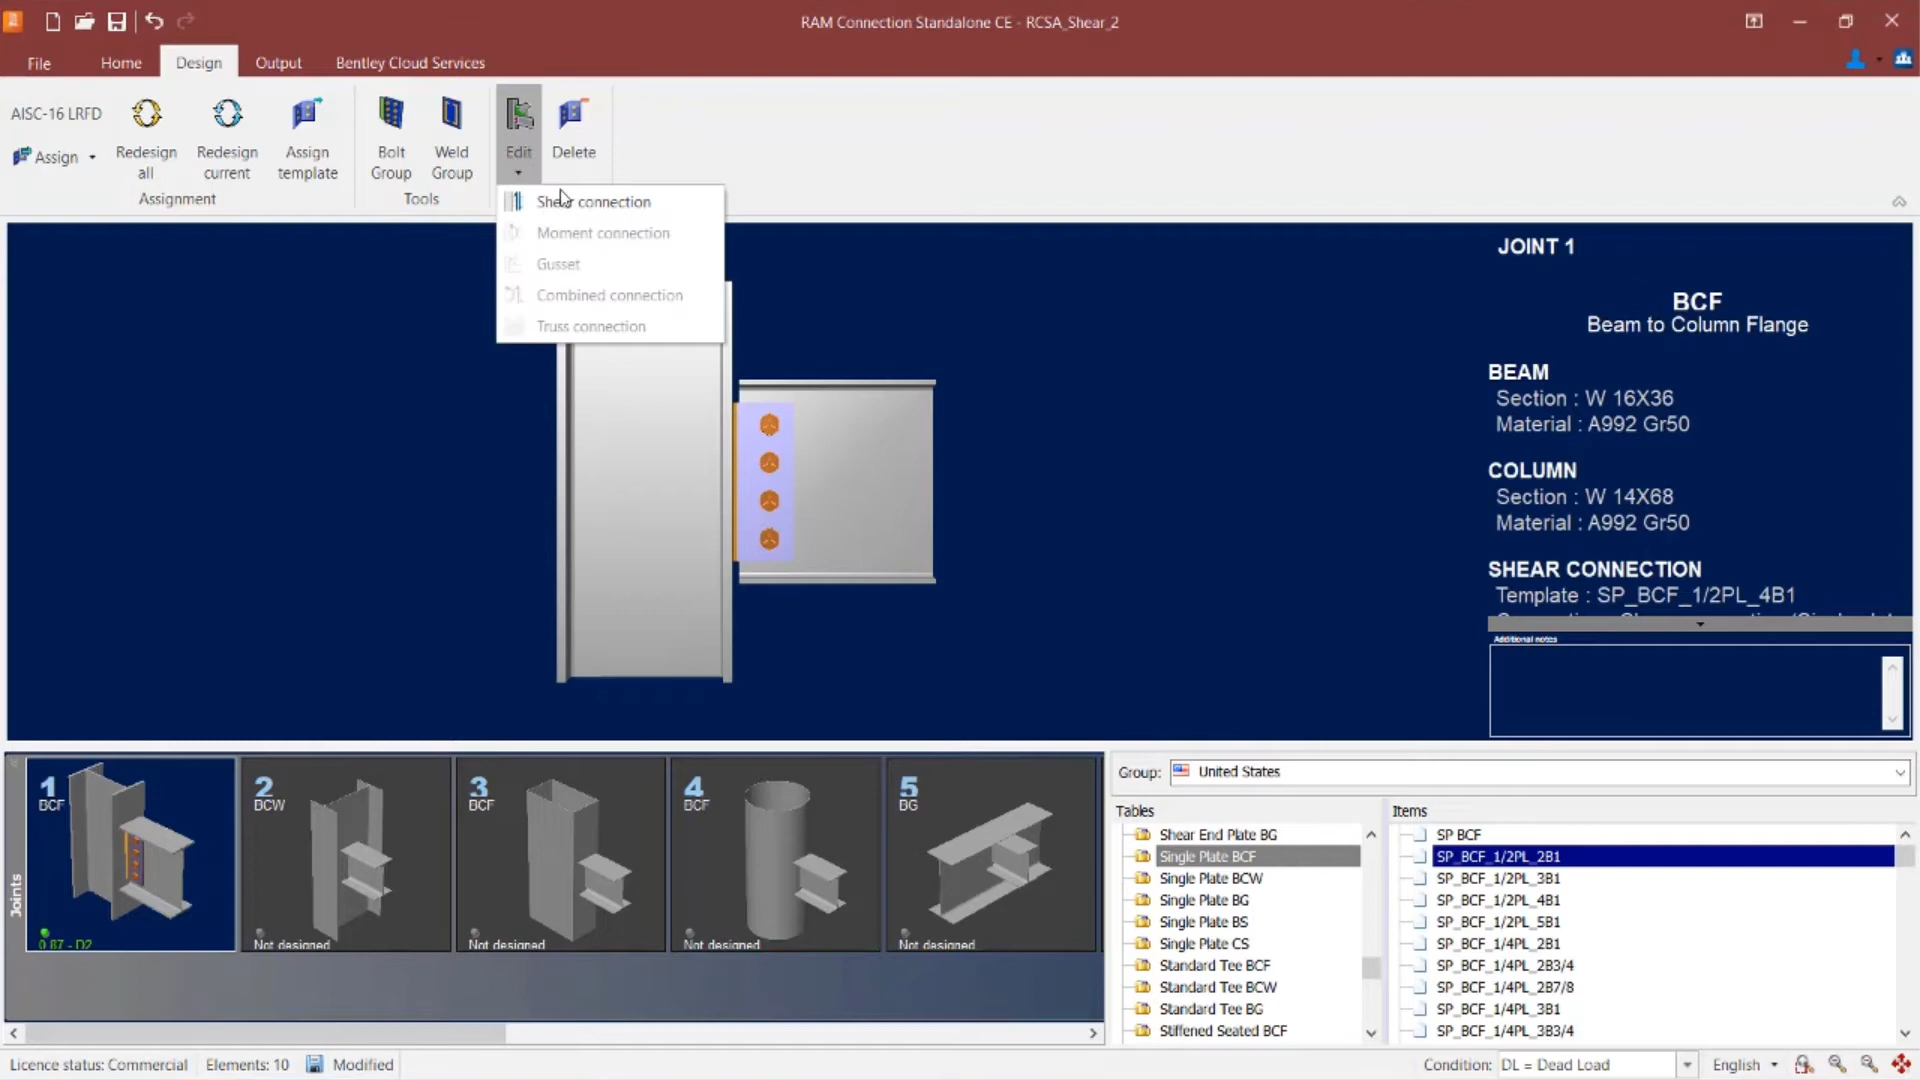 RAM Connection Standalone CE - RCSA_Shear_2
File
Home
Design
Output
Bentley Cloud Services
AISC-16 LRFD
Assign
Redesign all
Redesign current
Assign template
Assignment
Bolt Group
Weld Group
Tools
Edit
Delete
Shear connection
Moment connection
Gusset
Combined connection
Truss connection
JOINT 1
BCF
Beam to Column Flange
BEAM
Section : W 16X36
Material : A992 Gr50
COLUMN
Section : W 14X68
Material : A992 Gr50
SHEAR CONNECTION
Template : SP_BCF_1/2PL_4B1
Additional notes
Joints
1
BCF
0.87 - D2
2
BCW
Not designed
3
BCF
Not designed
4
BCF
Not designed
5
BG
Not designed
Group: United States
Tables
Shear End Plate BG
Single Plate BCF
Single Plate BCW
Single Plate BG
Single Plate BS
Single Plate CS
Standard Tee BCF
Standard Tee BCW
Standard Tee BG
Stiffened Seated BCF
Items
SP BCF
SP_BCF_1/2PL_2B1
SP_BCF_1/2PL_3B1
SP_BCF_1/2PL_4B1
SP_BCF_1/2PL_5B1
SP_BCF_1/4PL_2B1
SP_BCF_1/4PL_2B3/4
SP_BCF_1/4PL_2B7/8
SP_BCF_1/4PL_3B1
SP_BCF_1/4PL_3B3/4
Licence status: Commercial
Elements: 10
Modified
Condition: DL = Dead Load
English